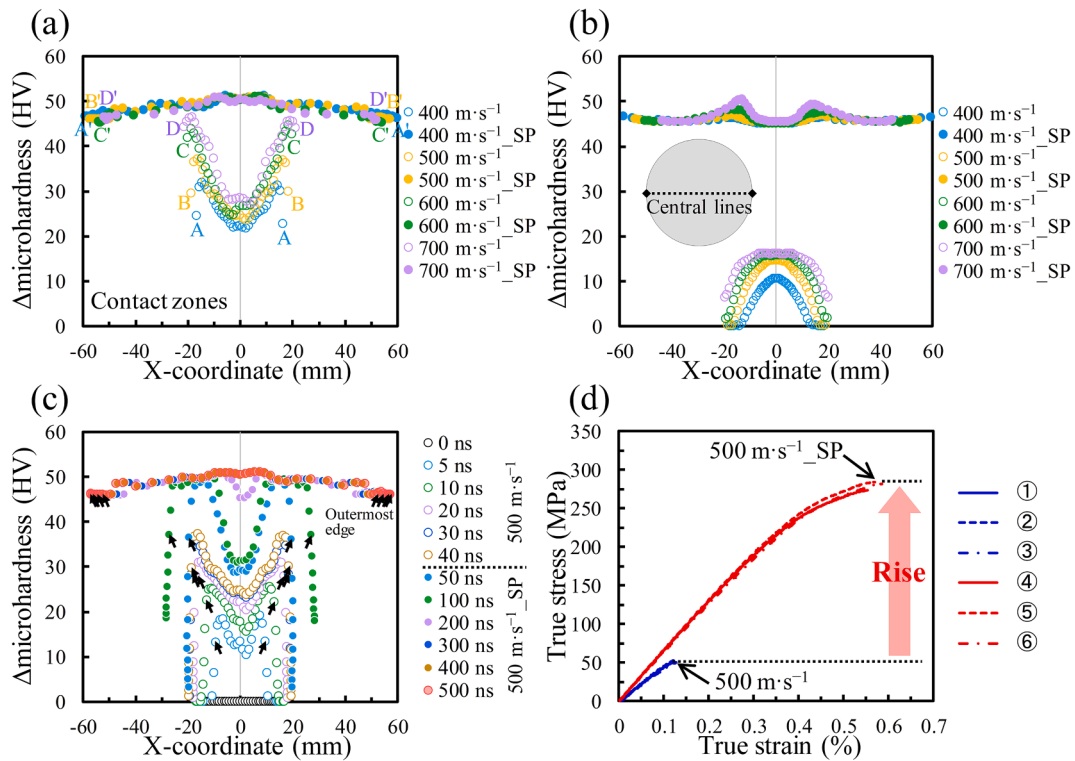 (a)
60
50
40
30
20
10
0
Δmicrohardness (HV)
B' D'
A C'
D
C
B
A
D
C
B
A
D' B'
C' A'
Contact zones
-60 -40 -20 0 20 40 60
X-coordinate (mm)
400 m·s⁻¹
400 m·s⁻¹_SP
500 m·s⁻¹
500 m·s⁻¹_SP
600 m·s⁻¹
600 m·s⁻¹_SP
700 m·s⁻¹
700 m·s⁻¹_SP
(b)
60
50
40
30
20
10
0
Δmicrohardness (HV)
Central lines
-60 -40 -20 0 20 40 60
X-coordinate (mm)
400 m·s⁻¹
400 m·s⁻¹_SP
500 m·s⁻¹
500 m·s⁻¹_SP
600 m·s⁻¹
600 m·s⁻¹_SP
700 m·s⁻¹
700 m·s⁻¹_SP
(c)
60
50
40
30
20
10
0
Δmicrohardness (HV)
Outermost
edge
-60 -40 -20 0 20 40 60
X-coordinate (mm)
0 ns
5 ns
10 ns
20 ns
30 ns
40 ns
500 m·s⁻¹
50 ns
100 ns
200 ns
300 ns
400 ns
500 ns
500 m·s⁻¹_SP
(d)
350
300
250
200
150
100
50
0
True stress (MPa)
500 m·s⁻¹_SP
Rise
500 m·s⁻¹
0 0.1 0.2 0.3 0.4 0.5 0.6 0.7
True strain (%)
①
②
③
④
⑤
⑥